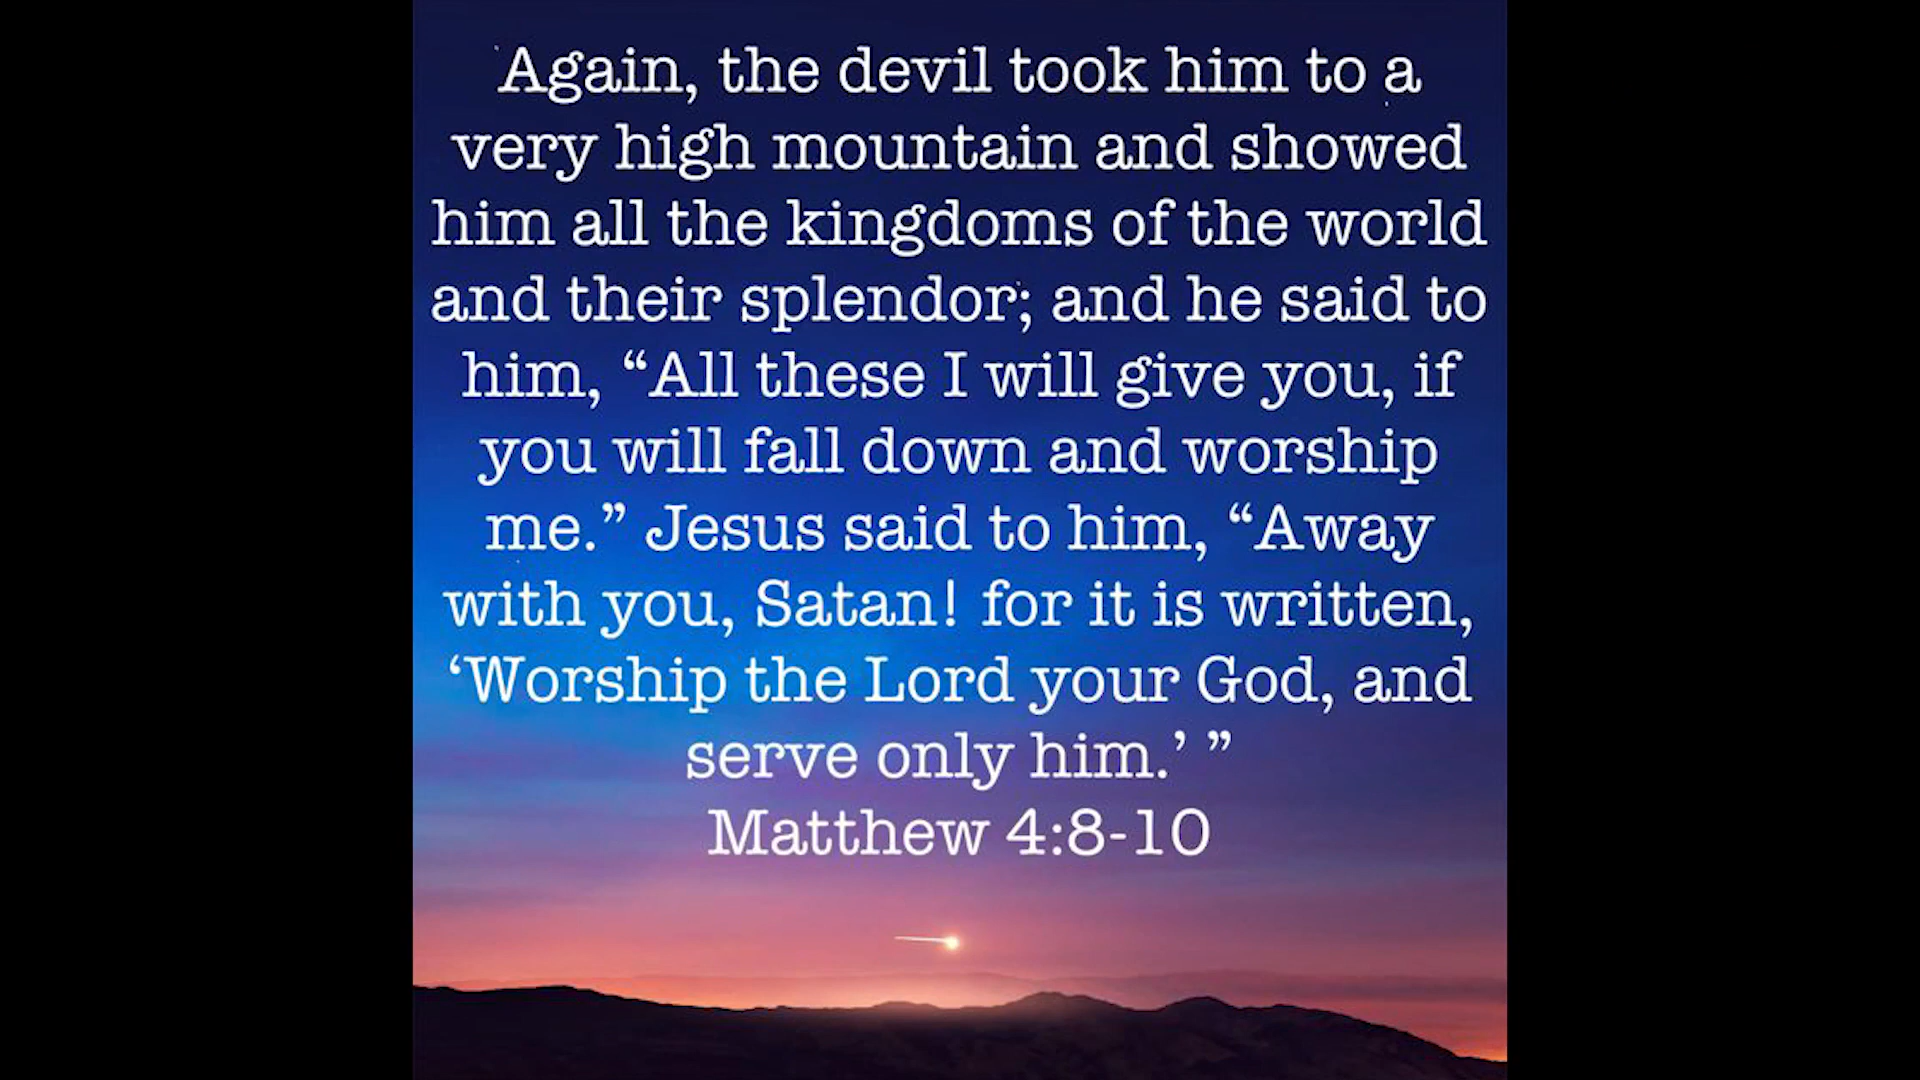 Again, the devil took him to a
very high mountain and showed
him all the kingdoms of the world
and their splendor; and he said to
him, “All these I will give you, if
you will fall down and worship
me.” Jesus said to him, “Away
with you, Satan! for it is written,
‘Worship the Lord your God, and
serve only him.’ ”
Matthew 4:8-10